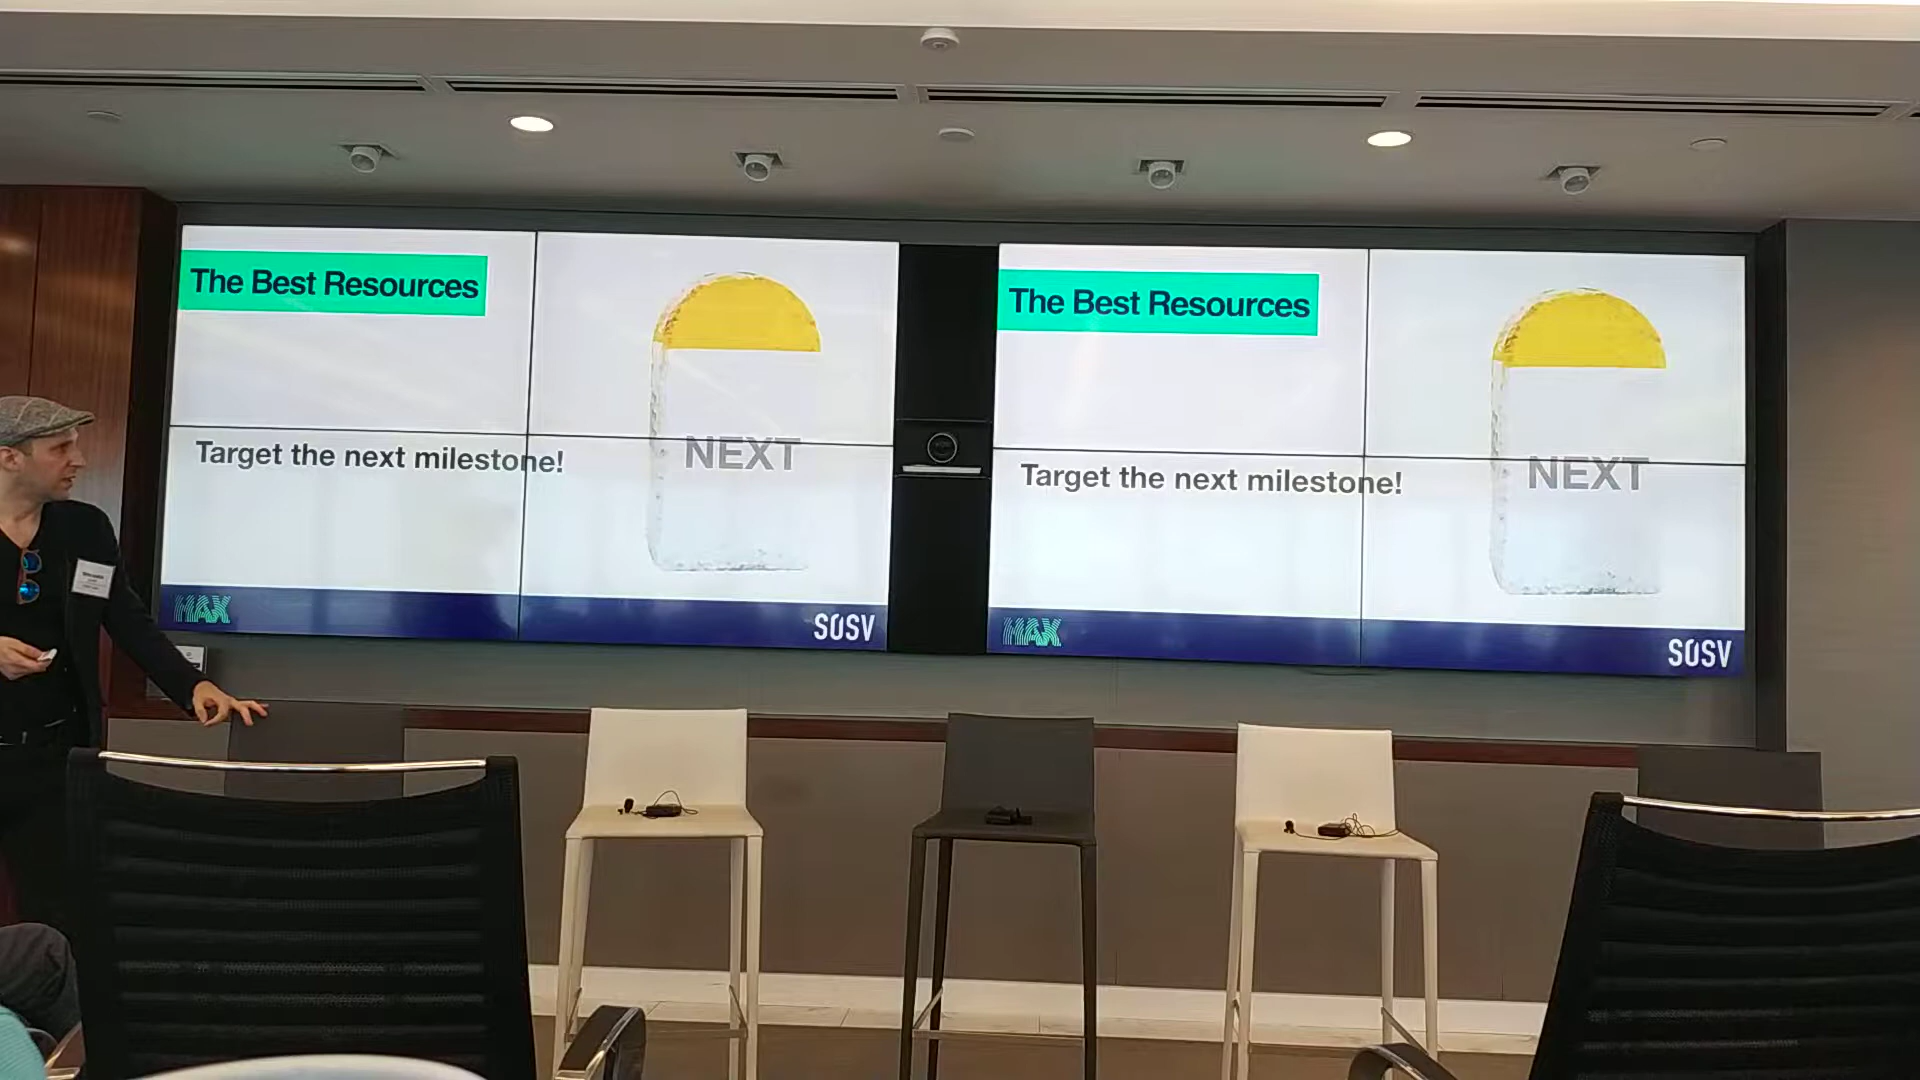 The Best Resources
Target the next milestone!
NEXT
HAX
SOSV
The Best Resources
Target the next milestone!
NEXT
HAX
SOSV